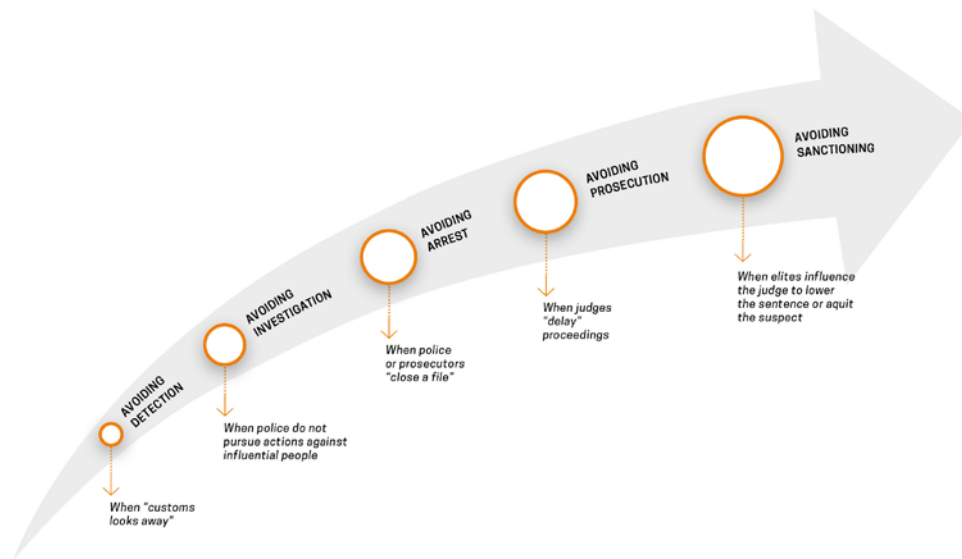 AVOIDING
DETECTION
When "customs
looks away"
AVOIDING
INVESTIGATION
When police do not
pursue actions against
influential people
AVOIDING
ARREST
When police
or prosecutors
"close a file"
AVOIDING
PROSECUTION
When judges
"delay"
proceedings
AVOIDING
SANCTIONING
When elites influence
the judge to lower
the sentence or aquit
the suspect